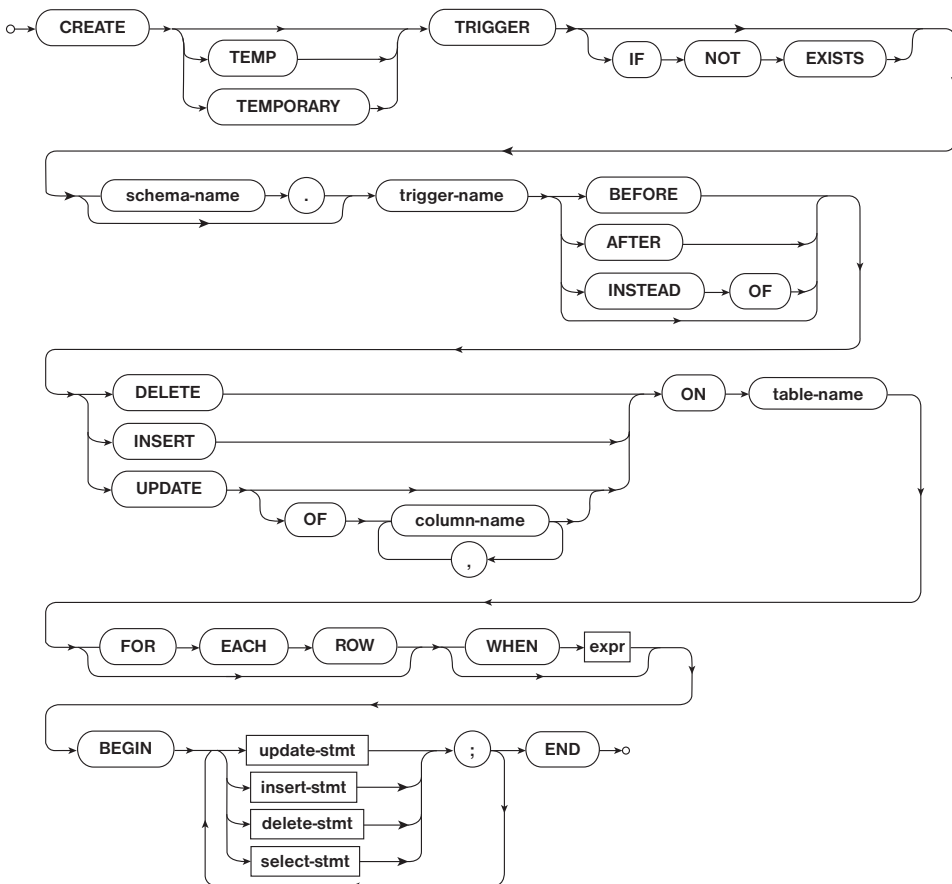 CREATE TRIGGER
TEMP IF NOT EXISTS
TEMPORARY
schema-name . trigger-name BEFORE
AFTER
INSTEAD OF
DELETE ON table-name
INSERT
UPDATE
OF column-name
,
FOR EACH ROW WHEN expr
BEGIN update-stmt ; END
insert-stmt
delete-stmt
select-stmt